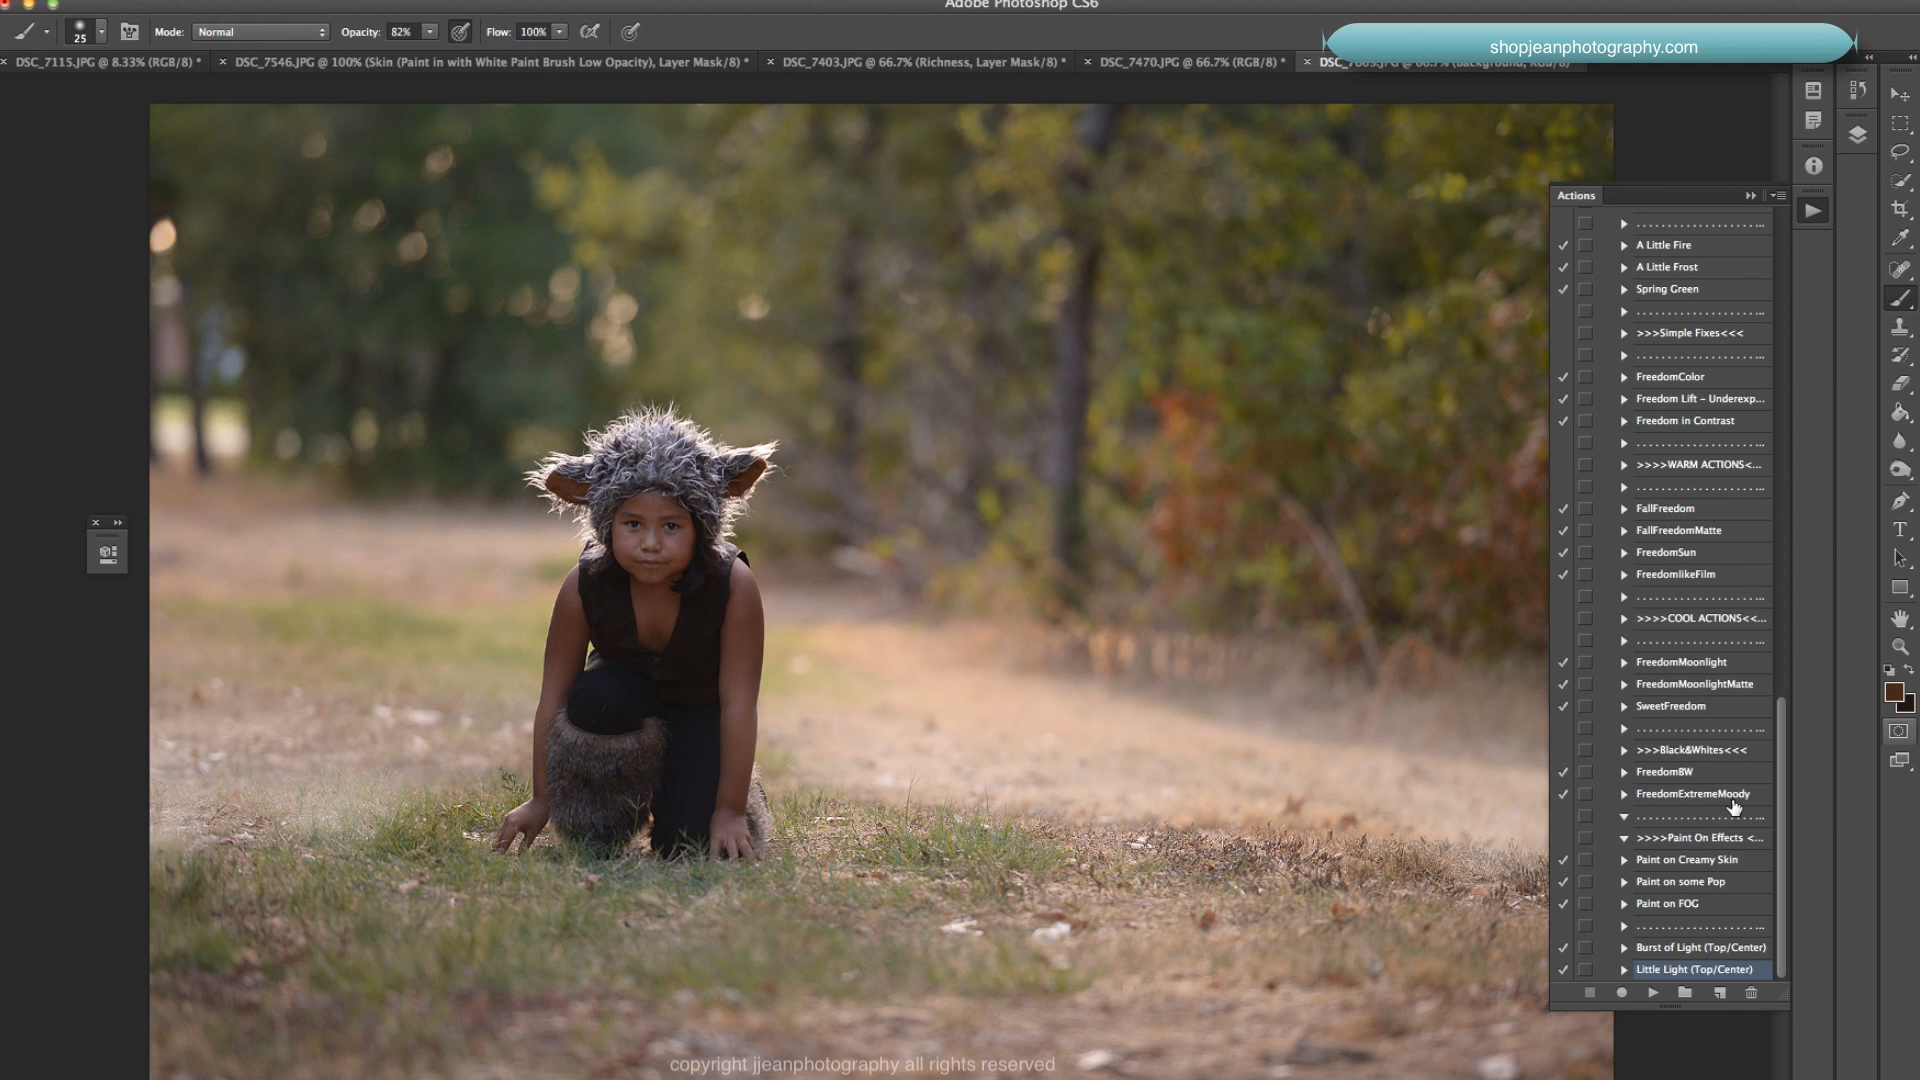 Adobe Photoshop CS6
25
Mode: Normal
Opacity: 82%
Flow: 100%
shopjeanphotography.com
DSC_7115.JPG @ 8.33% (RGB/8) *
DSC_7546.JPG @ 100% (Skin (Paint in with White Paint Brush Low Opacity), Layer Mask/8) *
DSC_7403.JPG @ 66.7% (Richness, Layer Mask/8) *
DSC_7470.JPG @ 66.7% (RGB/8) *
Actions
A Little Fire
A Little Frost
Spring Green
>>>Simple Fixes<<<
FreedomColor
Freedom Lift - Underexp...
Freedom in Contrast
>>>>WARM ACTIONS<...
FallFreedom
FallFreedomMatte
FreedomSun
FreedomlikeFilm
>>>>COOL ACTIONS<<...
FreedomMoonlight
FreedomMoonlightMatte
SweetFreedom
>>>Black&Whites<<<
FreedomBW
FreedomExtremeMoody
>>>>Paint On Effects <...
Paint on Creamy Skin
Paint on some Pop
Paint on FOG
Burst of Light (Top/Center)
Little Light (Top/Center)
copyright jjeanphotography all rights reserved